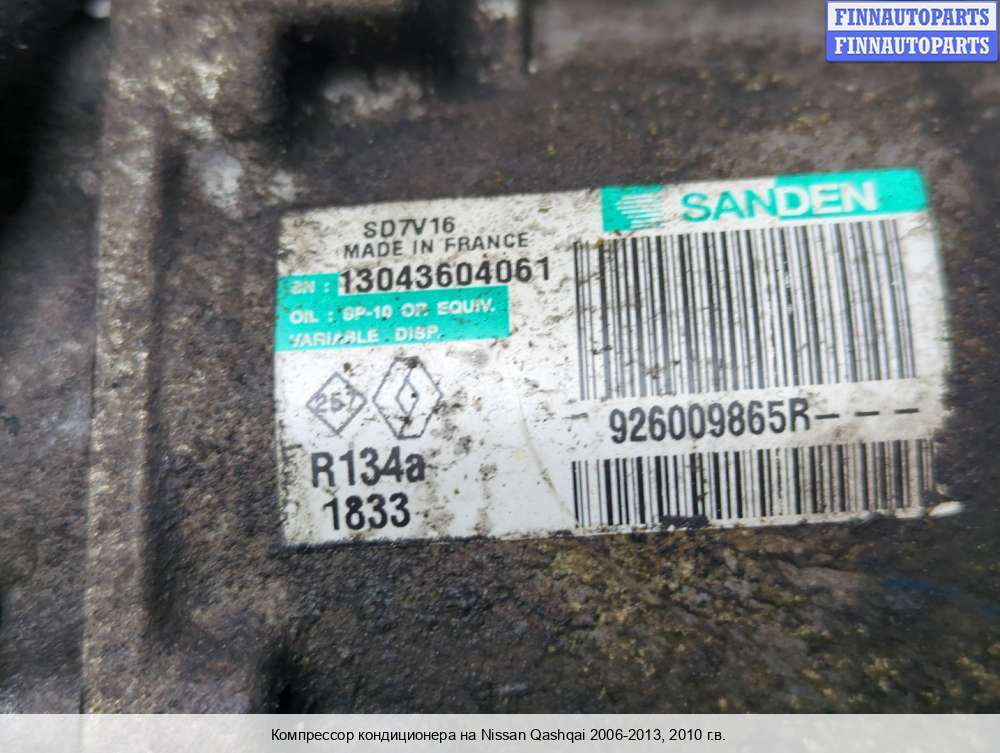 FINNAUTOPARTS
FINNAUTOPARTS
SANDEN
SD7V16
MADE IN FRANCE
SN : 13043604061
OIL : SP-10 OR EQUIV.
VARIABLE DISP.
257
- 926009865R- - -
R134a
1833
Компрессор кондиционера на Nissan Qashqai 2006-2013, 2010 г.в.